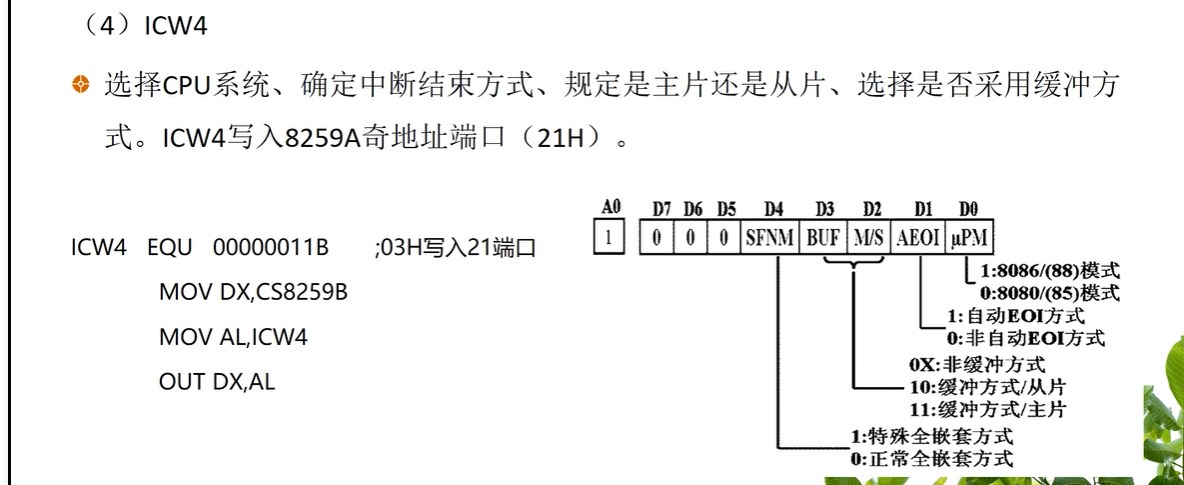 （4）ICW4
选择CPU系统、确定中断结束方式、规定是主片还是从片、选择是否采用缓冲方
式。ICW4写入8259A奇地址端口（21H）。
ICW4 EQU 00000011B ;03H写入21端口
MOV DX,CS8259B
MOV AL,ICW4
OUT DX,AL
A0 D7 D6 D5 D4 D3 D2 D1 D0
1 0 0 0 SFNM BUF M/S AEOI μPM
1:8086/(88)模式
0:8080/(85)模式
1:自动EOI方式
0:非自动EOI方式
0X:非缓冲方式
10:缓冲方式/从片
11:缓冲方式/主片
1:特殊全嵌套方式
0:正常全嵌套方式